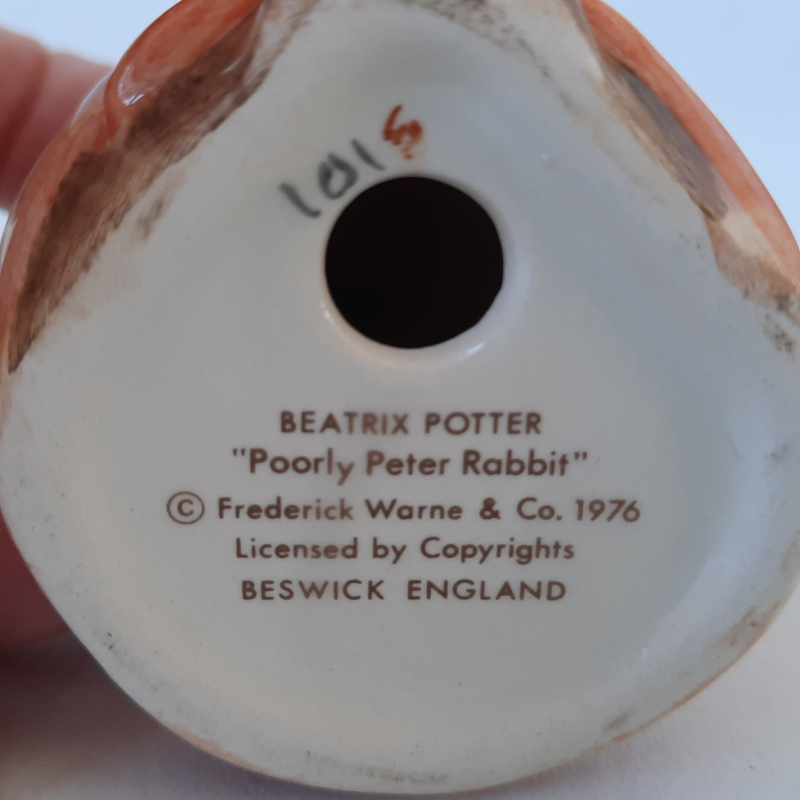 BEATRIX POTTER
"Poorly Peter Rabbit"
© Frederick Warne & Co. 1976
Licensed by Copyrights
BESWICK ENGLAND